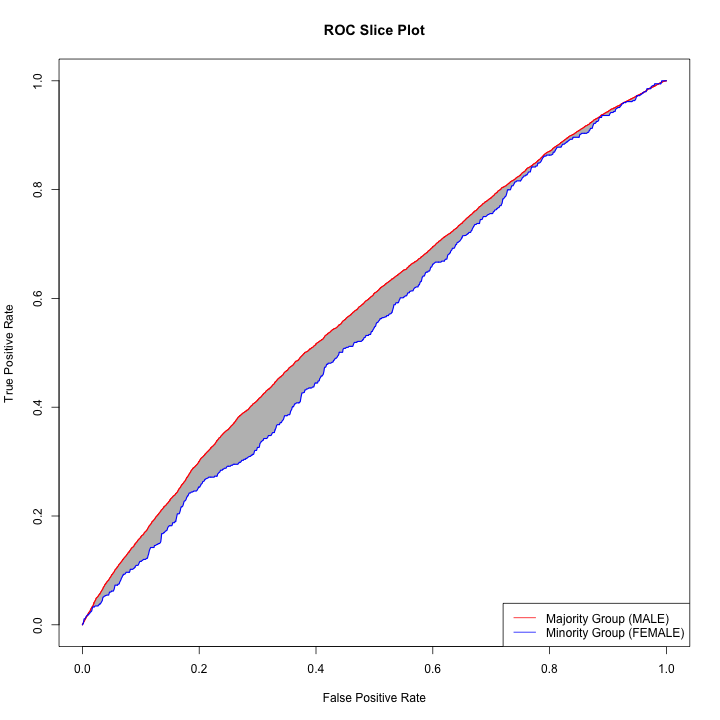 ROC Slice Plot
True Positive Rate
1.0
0.8
0.6
0.4
0.2
0.0
0.0 0.2 0.4 0.6 0.8 1.0
False Positive Rate
Majority Group (MALE)
Minority Group (FEMALE)